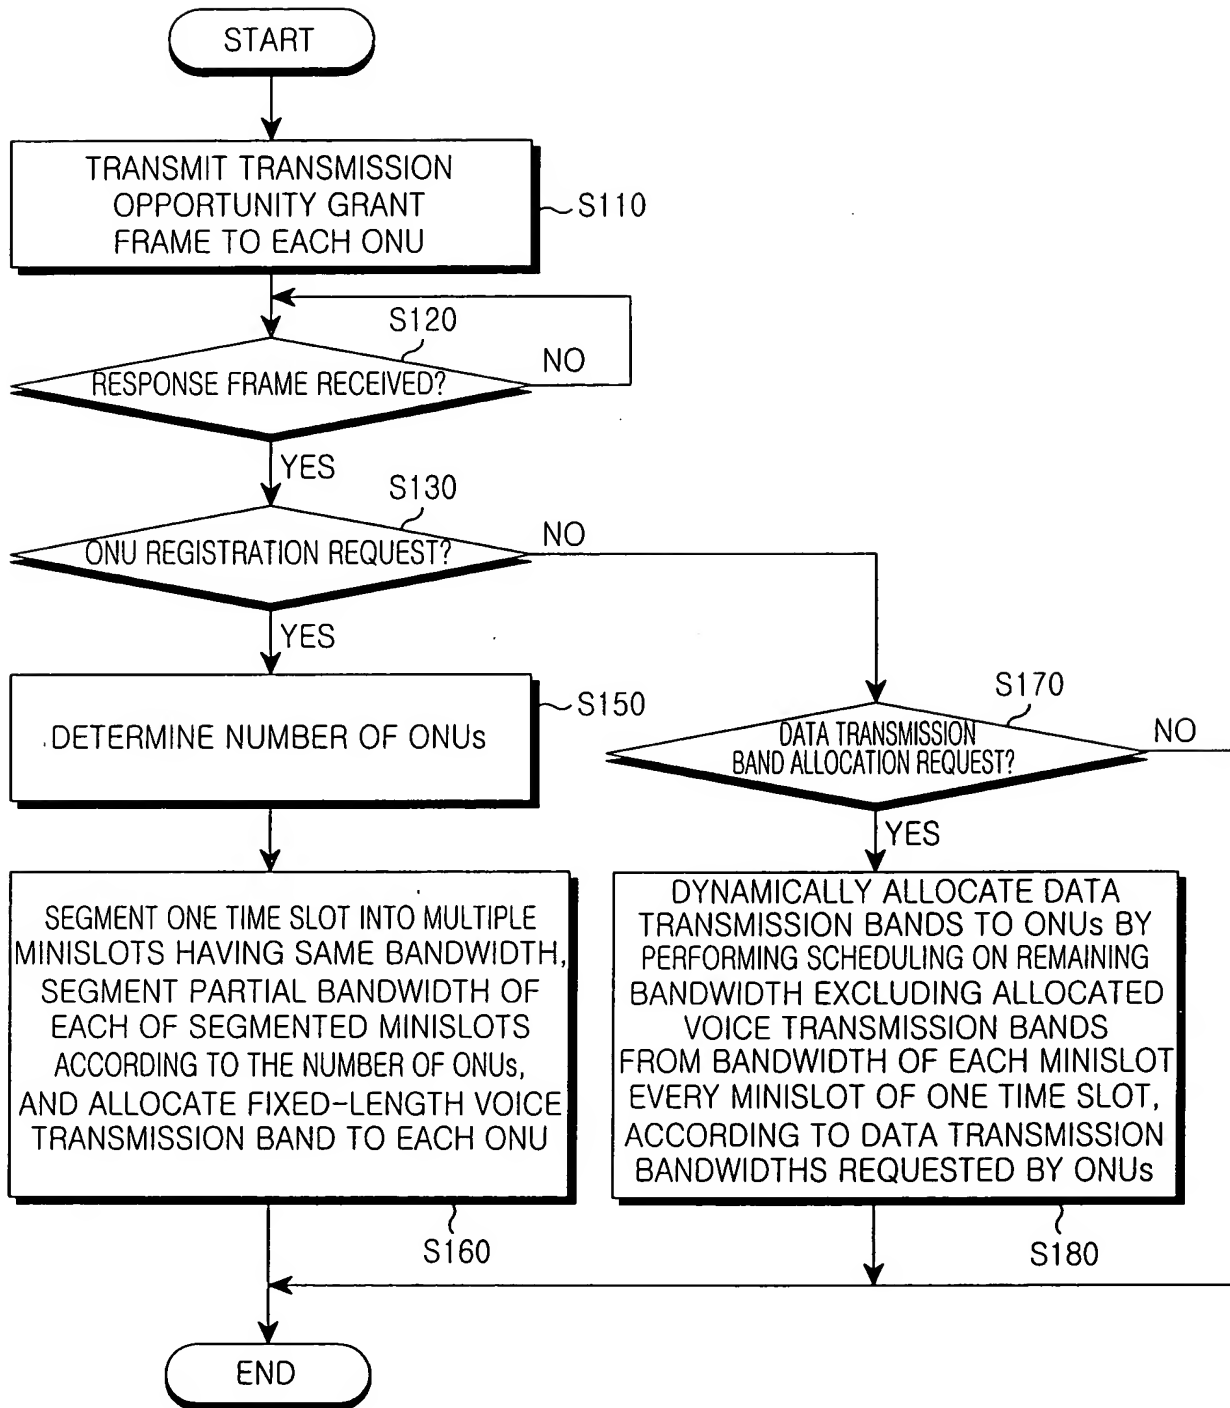 START
TRANSMIT TRANSMISSION
OPPORTUNITY GRANT
FRAME TO EACH ONU
S110
S120
RESPONSE FRAME RECEIVED?
NO
YES
S130
ONU REGISTRATION REQUEST?
NO
YES
DETERMINE NUMBER OF ONUs
S150
S170
DATA TRANSMISSION
BAND ALLOCATION REQUEST?
NO
YES
SEGMENT ONE TIME SLOT INTO MULTIPLE
MINISLOTS HAVING SAME BANDWIDTH,
SEGMENT PARTIAL BANDWIDTH OF
EACH OF SEGMENTED MINISLOTS
ACCORDING TO THE NUMBER OF ONUs,
AND ALLOCATE FIXED-LENGTH VOICE
TRANSMISSION BAND TO EACH ONU
S160
DYNAMICALLY ALLOCATE DATA
TRANSMISSION BANDS TO ONUs BY
PERFORMING SCHEDULING ON REMAINING
BANDWIDTH EXCLUDING ALLOCATED
VOICE TRANSMISSION BANDS
FROM BANDWIDTH OF EACH MINISLOT
EVERY MINISLOT OF ONE TIME SLOT,
ACCORDING TO DATA TRANSMISSION
BANDWIDTHS REQUESTED BY ONUs
S180
END